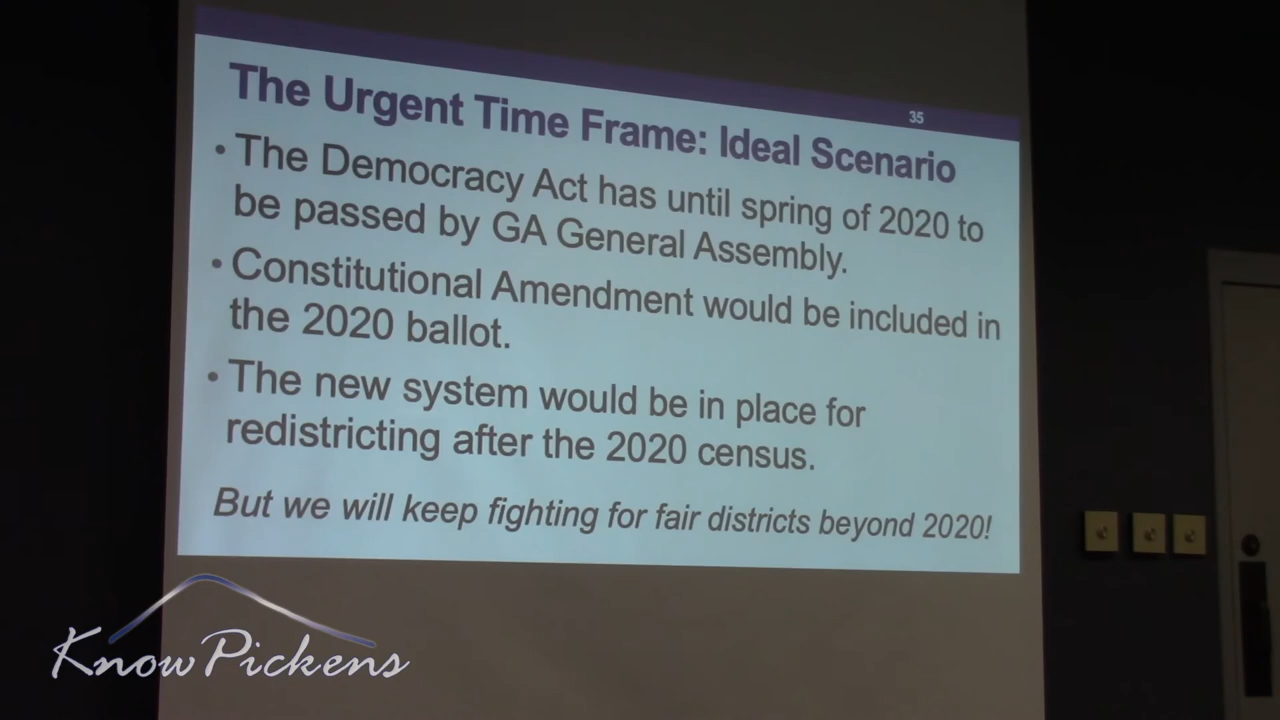 35
The Urgent Time Frame: Ideal Scenario
• The Democracy Act has until spring of 2020 to
be passed by GA General Assembly.
• Constitutional Amendment would be included in
the 2020 ballot.
• The new system would be in place for
redistricting after the 2020 census.
But we will keep fighting for fair districts beyond 2020!
KnowPickens